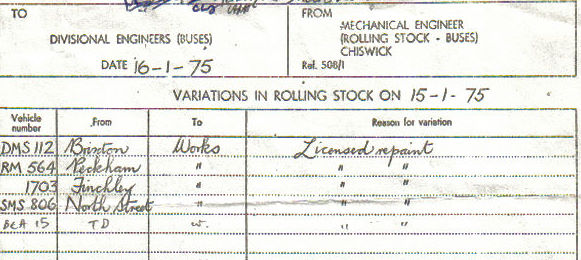 TO
DIVISIONAL ENGINEERS (BUSES)
DATE 16-1-75
FROM
MECHANICAL ENGINEER
(ROLLING STOCK - BUSES)
CHISWICK
Ref. 508/1
VARIATIONS IN ROLLING STOCK ON 15-1-75
Vehicle number From To Reason for variation
DMS 112 Brixton Works Licensed repaint
RM 564 Peckham " " "
1703 Finchley " " "
SMS 806 North Street " " "
BCA 15 TD w. " "